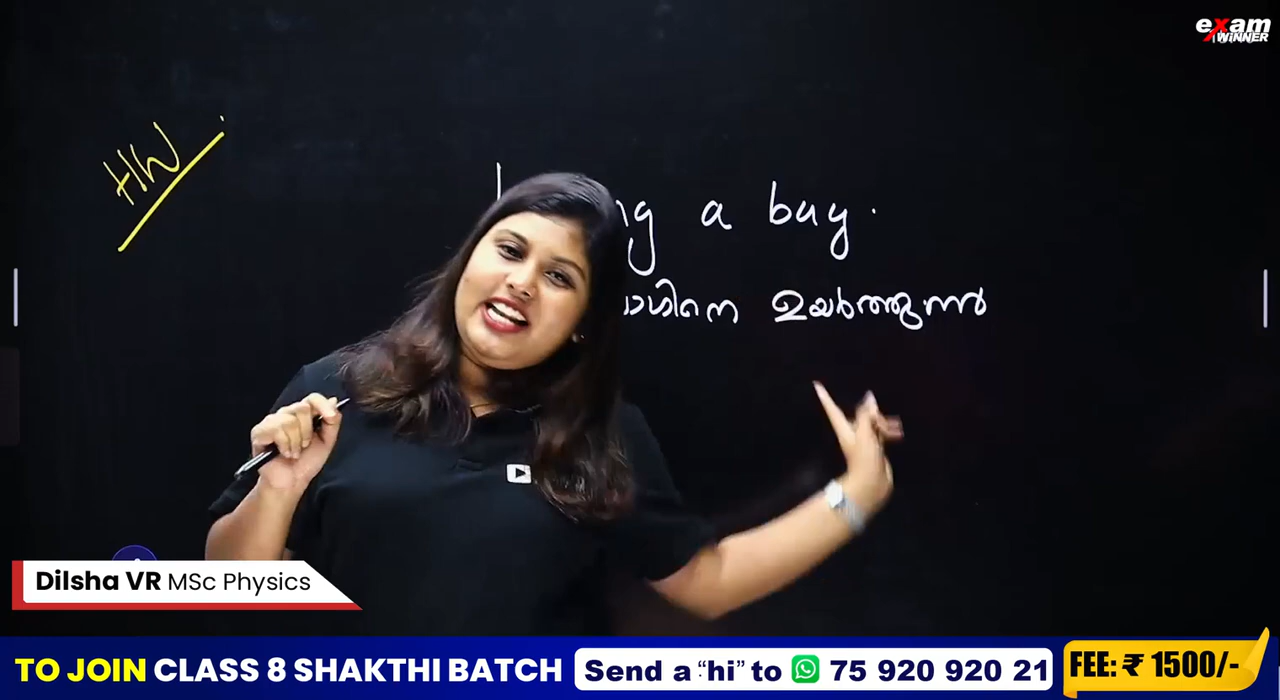 exam
WINNER
HW
a bag.
ഉയർത്തുന്നു
Dilsha VR MSc Physics
TO JOIN CLASS 8 SHAKTHI BATCH Send a “hi” to 75 920 920 21 FEE: ₹ 1500/-